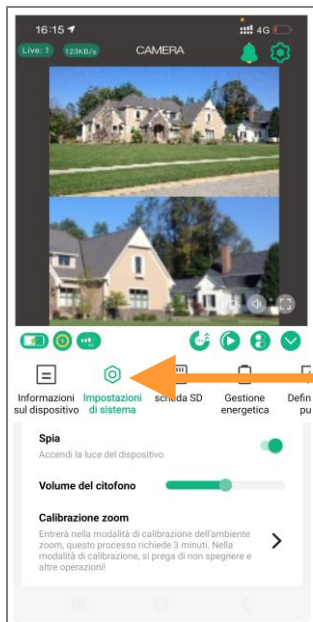 16:15
4G
Live: 1
123KB/s
CAMERA
Informazioni
sul dispositivo
Impostazioni
di sistema
scheda SD
Gestione
energetica
Defin
pu
Spia
Accendi la luce del dispositivo
Volume del citofono
Calibrazione zoom
Entrerà nella modalità di calibrazione dell'ambiente
zoom, questo processo richiede 3 minuti. Nella
modalità di calibrazione, si prega di non spegnere e
altre operazioni!